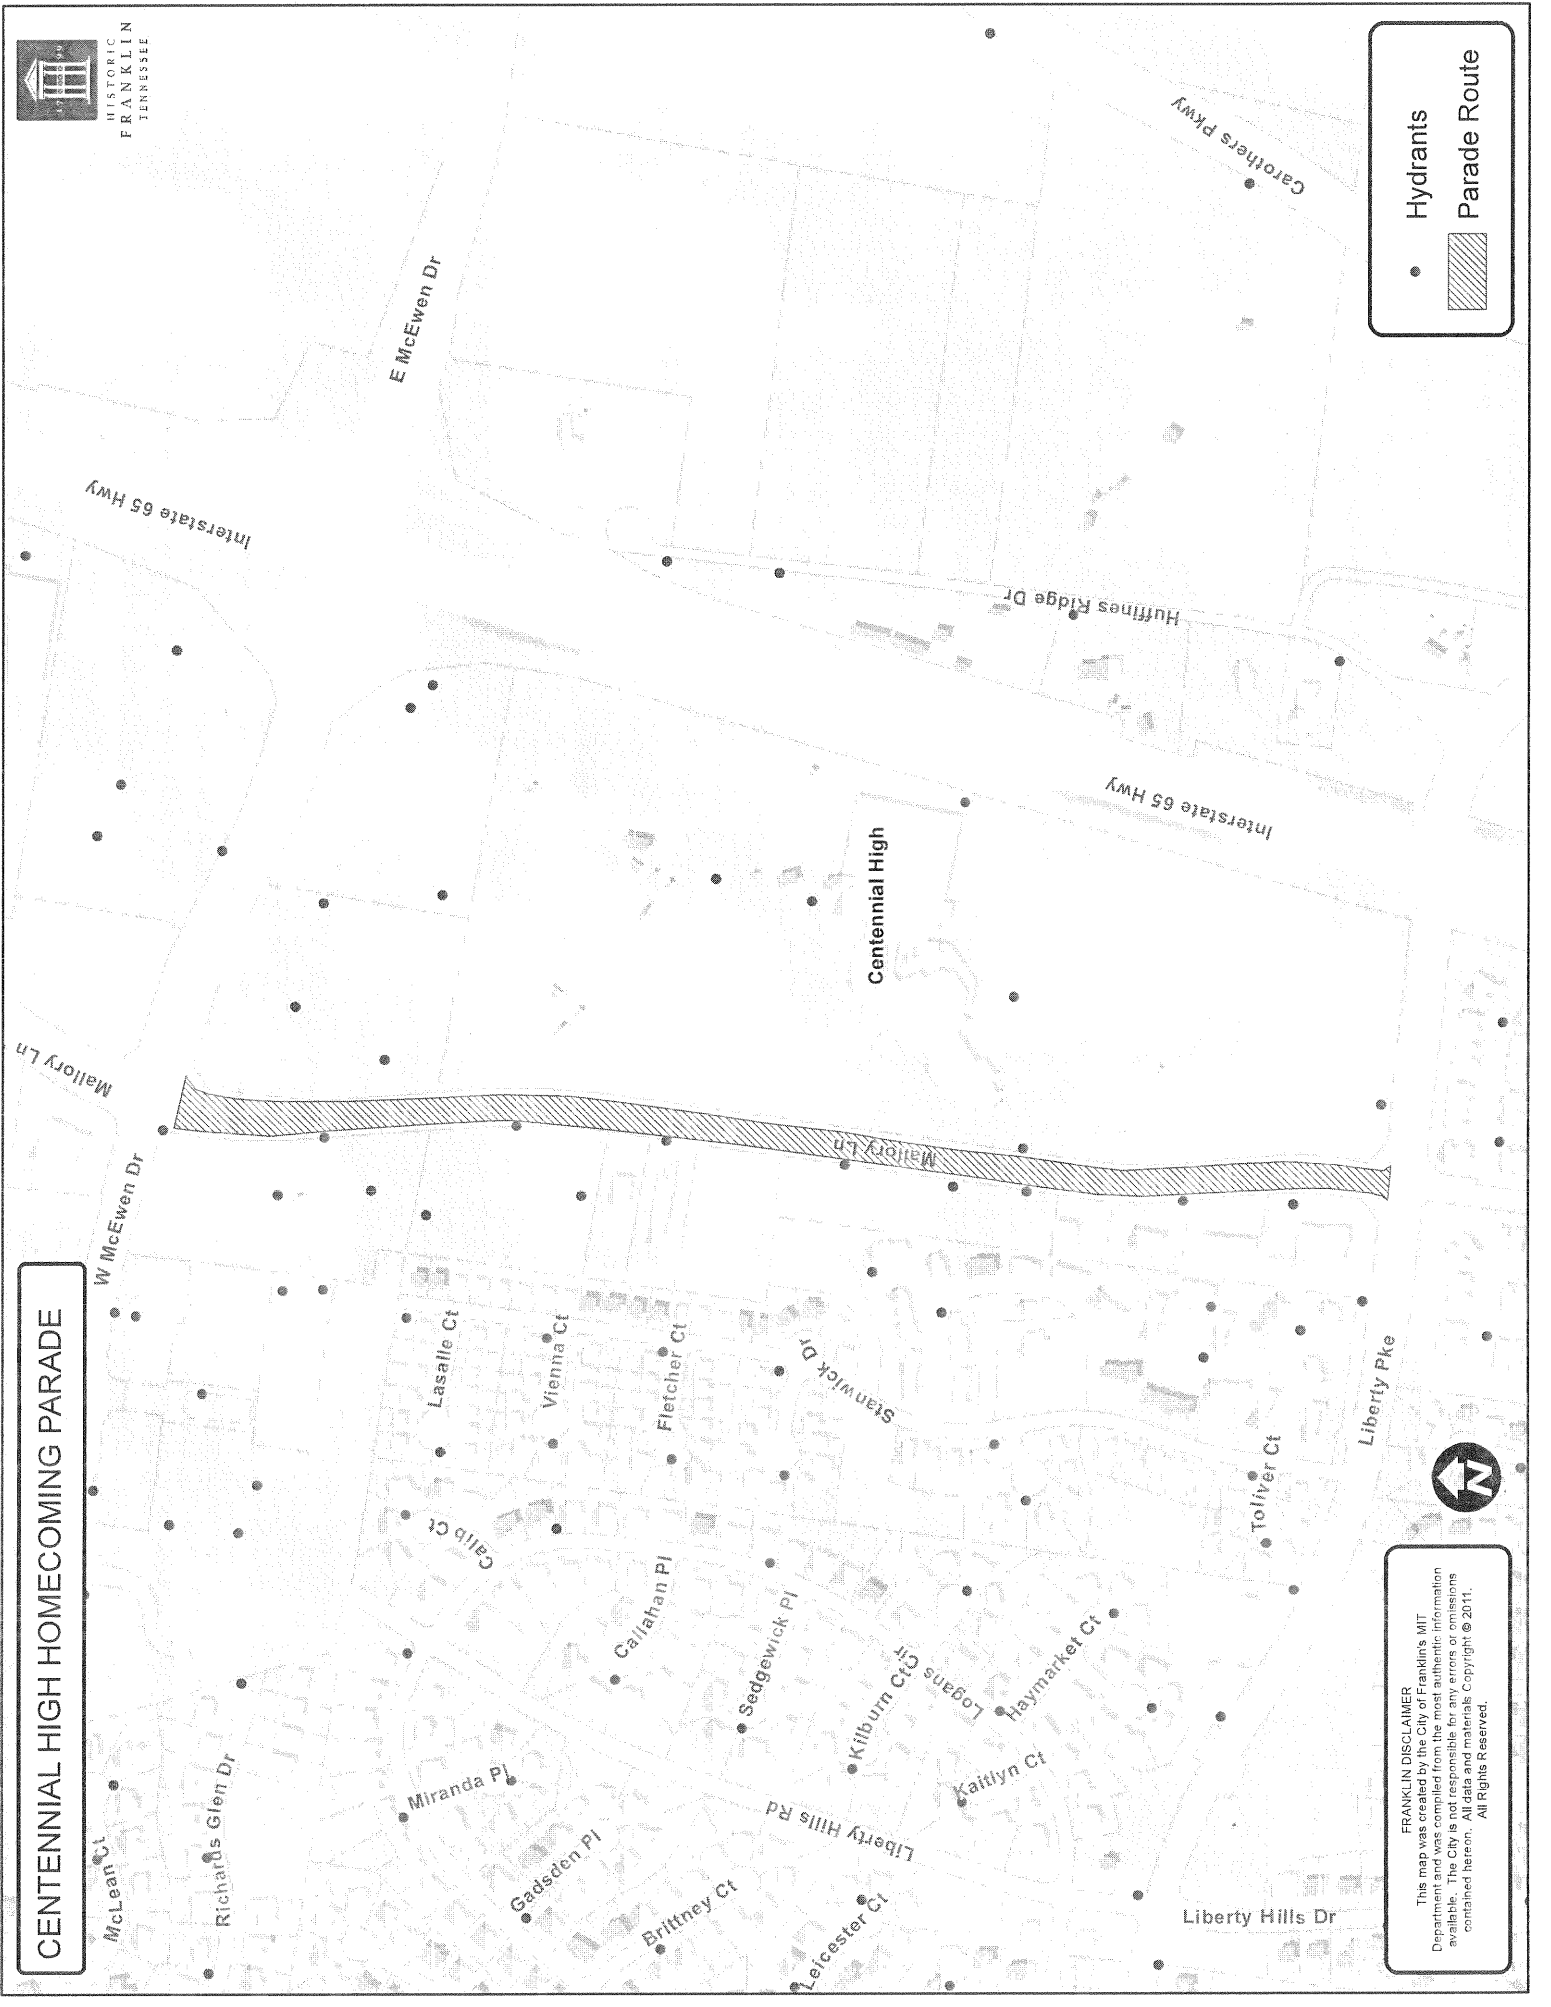 CENTENNIAL HIGH HOMECOMING PARADE
HISTORIC
FRANKLIN
TENNESSEE
McLean Ct
Richards Glen Dr
W McEwen Dr
Mallory Ln
Interstate 65 Hwy
E McEwen Dr
Miranda Pl
Gadsden Pl
Brittney Ct
Calib Ct
Lasalle Ct
Vienna Ct
Fletcher Ct
Callahan Pl
Sedgewick Pl
Stanwick Dr
Liberty Hills Rd
Leicester Ct
Kilburn Ct
Logans Cir
Kaitlyn Ct
Haymarket Ct
Mallory Ln
Centennial High
Huffines Ridge Dr
Interstate 65 Hwy
Carothers Pkwy
Liberty Hills Dr
Toliver Ct
Liberty Pke
N
Hydrants
Parade Route
FRANKLIN DISCLAIMER
This map was created by the City of Franklin's MIT
Department and was compiled from the most authentic information
available. The City is not responsible for any errors or omissions
contained hereon. All data and materials Copyright © 2011.
All Rights Reserved.